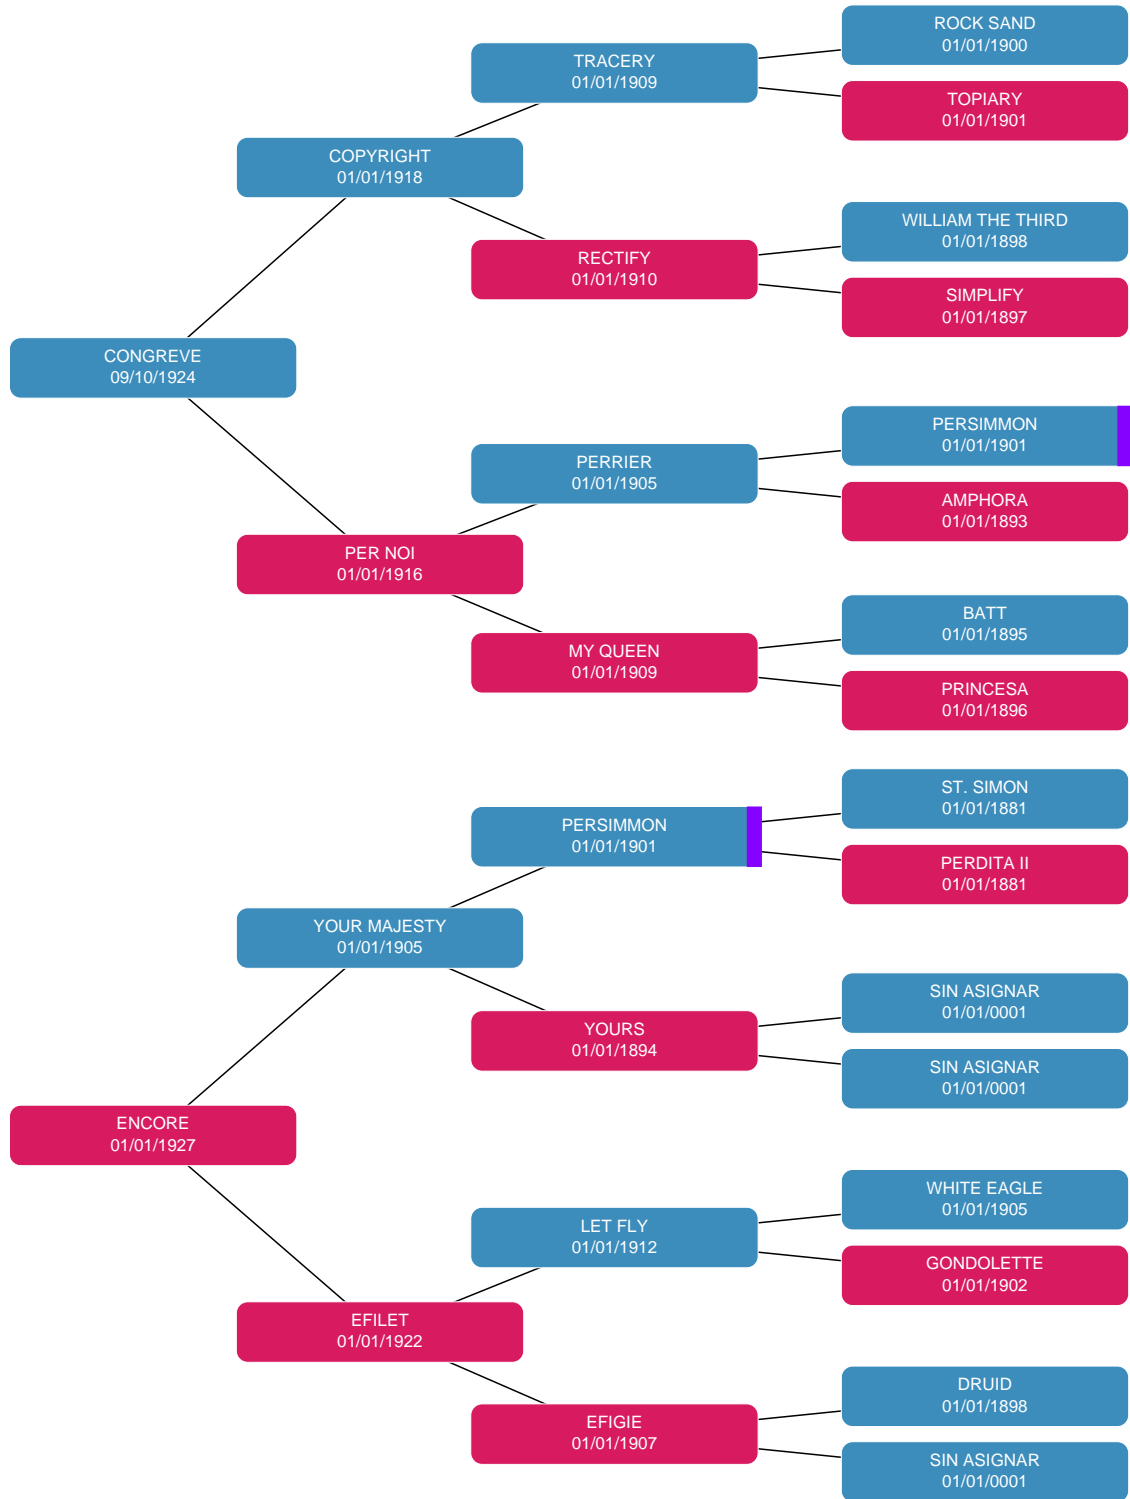 ROCK SAND
01/01/1900
TRACERY
01/01/1909
TOPIARY
01/01/1901
COPYRIGHT
01/01/1918
WILLIAM THE THIRD
01/01/1898
RECTIFY
01/01/1910
SIMPLIFY
01/01/1897
CONGREVE
09/10/1924
PERSIMMON
01/01/1901
PERRIER
01/01/1905
AMPHORA
01/01/1893
PER NOI
01/01/1916
BATT
01/01/1895
MY QUEEN
01/01/1909
PRINCESA
01/01/1896
ST. SIMON
01/01/1881
PERSIMMON
01/01/1901
PERDITA II
01/01/1881
YOUR MAJESTY
01/01/1905
SIN ASIGNAR
01/01/0001
YOURS
01/01/1894
SIN ASIGNAR
01/01/0001
ENCORE
01/01/1927
WHITE EAGLE
01/01/1905
LET FLY
01/01/1912
GONDOLETTE
01/01/1902
EFILET
01/01/1922
DRUID
01/01/1898
EFIGIE
01/01/1907
SIN ASIGNAR
01/01/0001